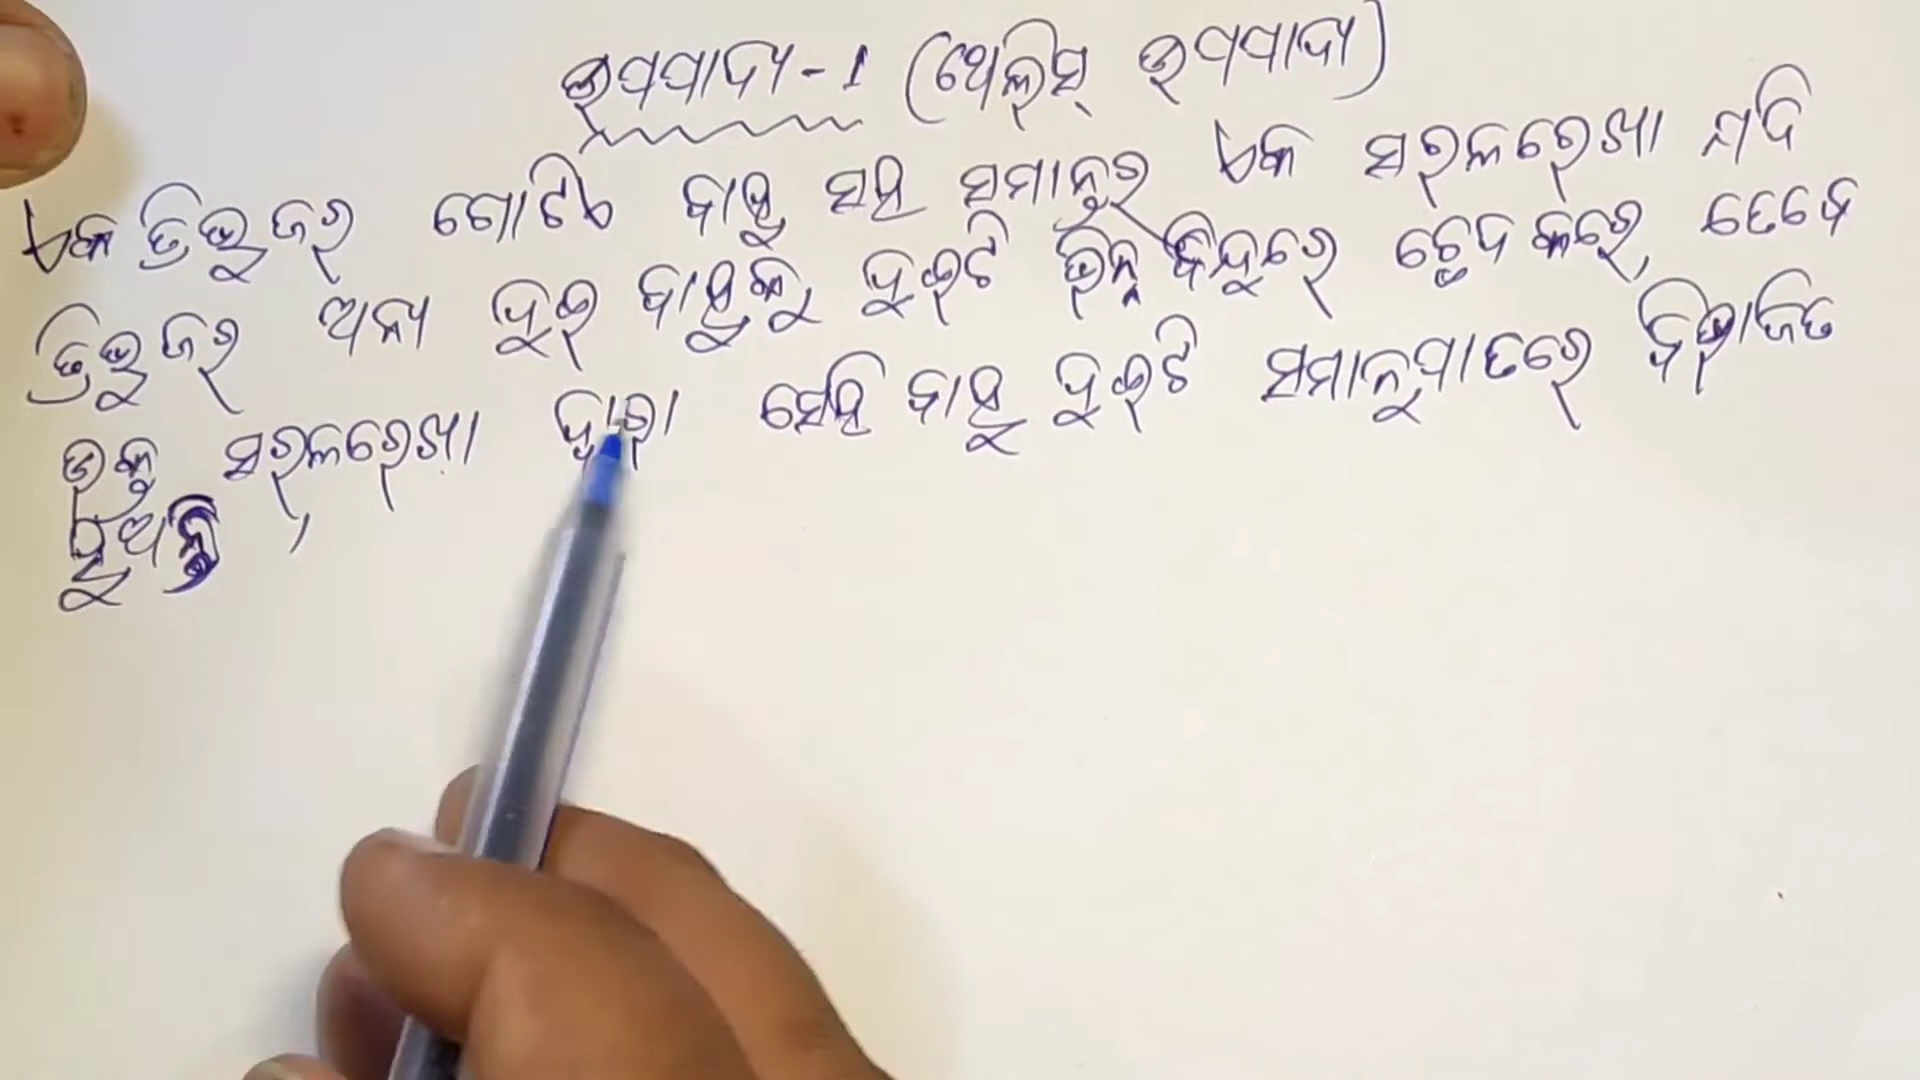 ଉପପାଦ୍ୟ-1 (ଥେଲିସ୍ ଉପପାଦ୍ୟ)
ଏକ ତ୍ରିଭୁଜର ଗୋଟିଏ ବାହୁ ସହ ସମାନ୍ତର ଏକ ସରଳରେଖା ଯଦି
ତ୍ରିଭୁଜର ଅନ୍ୟ ଦୁଇ ବାହୁକୁ ଦୁଇଟି ଭିନ୍ନ ବିନ୍ଦୁରେ ଛେଦ କରେ, ତେବେ
ଉକ୍ତ ସରଳରେଖା ଦ୍ୱାରା ସେହି ବାହୁ ଦୁଇଟି ସମାନୁପାତରେ ବିଭାଜିତ
ହୁଅନ୍ତି ,